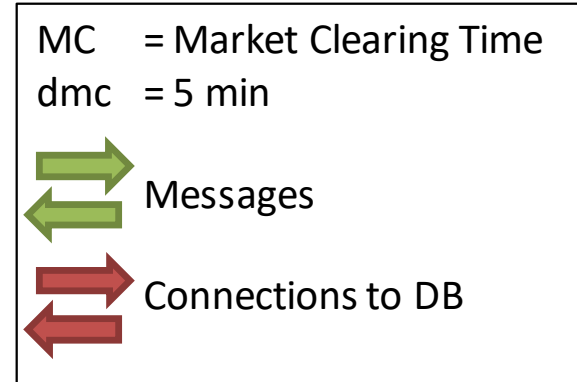 MC = Market Clearing Time
dmc = 5 min
Messages
Connections to DB